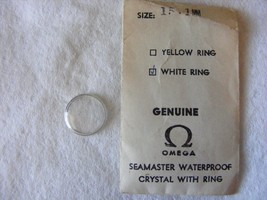 SIZE:
YELLOW RING
WHITE RING
GENUINE
OMEGA
SEAMASTER WATERPROOF
CRYSTAL WITH RING